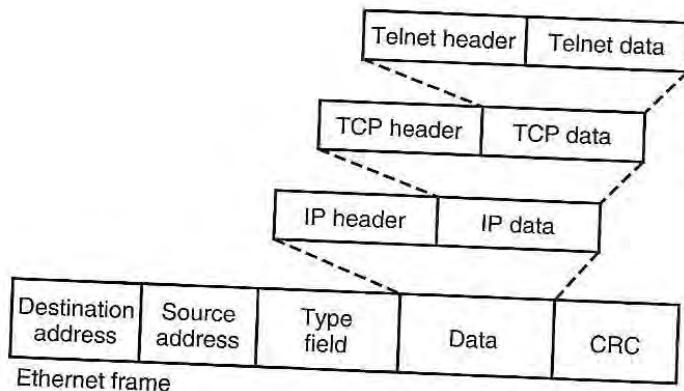 Telnet header Telnet data
TCP header TCP data
IP header IP data
Destination address
Source address
Type field
Data
CRC
Ethernet frame